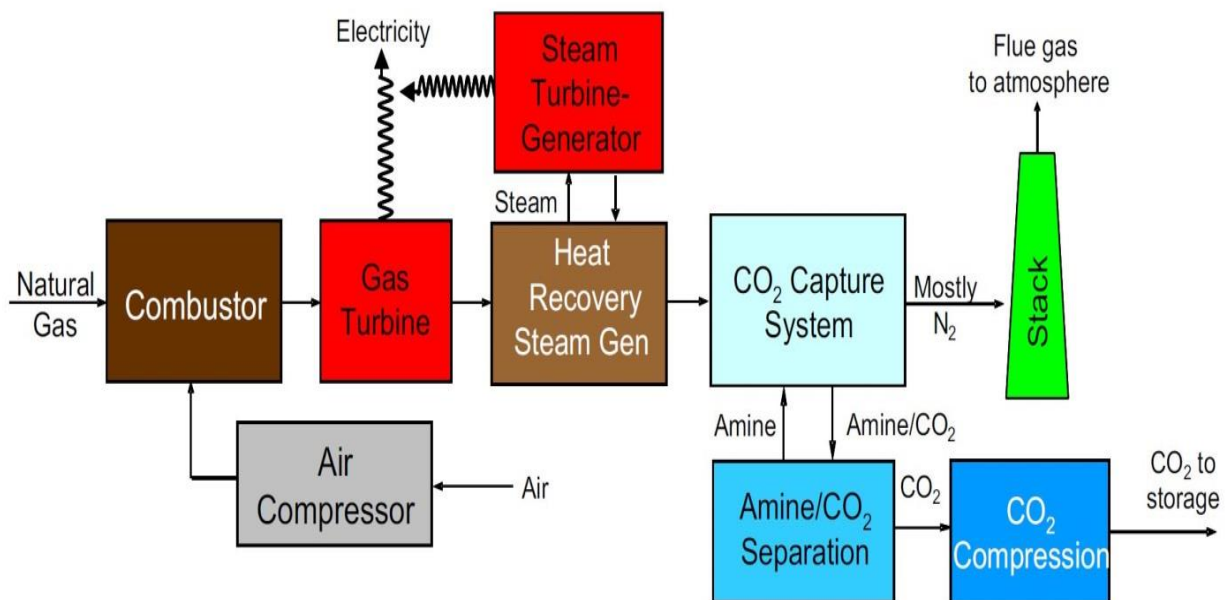 Electricity
Steam
Turbine-
Generator
Flue gas
to atmosphere
Steam
Natural
Gas
Combustor
Gas
Turbine
Heat
Recovery
Steam Gen
CO₂ Capture
System
Mostly
N₂
Stack
Amine
Amine/CO₂
Air
Compressor
Air
Amine/CO₂
Separation
CO₂
CO₂
Compression
CO₂ to
storage